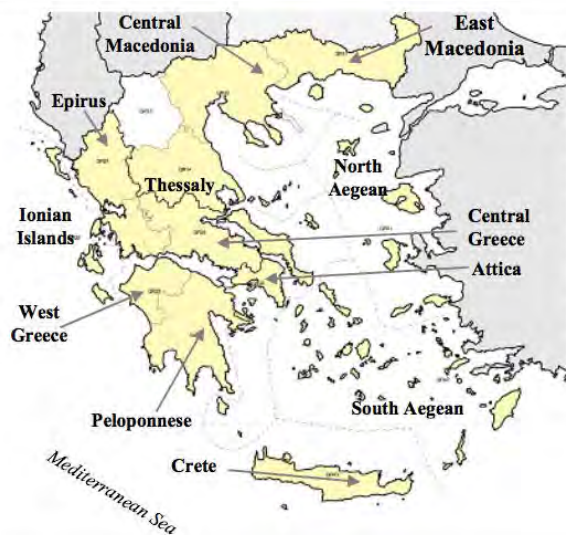 Central
Macedonia
East
Macedonia
Epirus
Thessaly
North
Aegean
Ionian
Islands
Central
Greece
Attica
West
Greece
Peloponnese
South Aegean
Crete
Mediterranean Sea